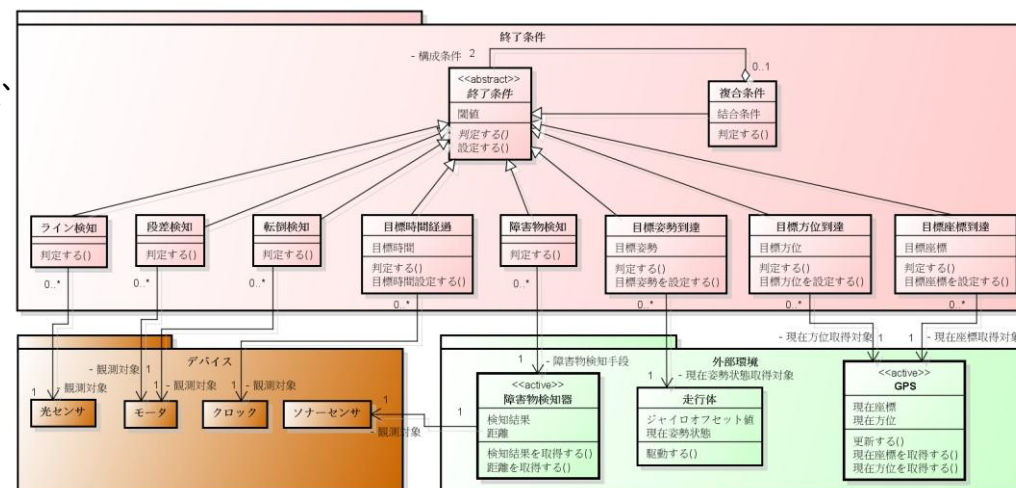 、
終了条件
- 構成条件
2
0..1
<<abstract>>
終了条件
閾値
判定する()
設定する()
複合条件
結合条件
判定する()
ライン検知
判定する()
段差検知
判定する()
転倒検知
判定する()
目標時間経過
目標時間
判定する()
目標時間設定する()
障害物検知
判定する()
目標姿勢到達
目標姿勢
判定する()
目標姿勢を設定する()
目標方位到達
目標方位
判定する()
目標方位を設定する()
目標座標到達
目標座標
判定する()
目標座標を設定する()
0..*
0..*
0..*
0..*
0..*
0..*
0..*
0..*
デバイス
- 観測対象
1
- 観測対象
1
- 観測対象
1
1
1
- 観測対象
光センサ
モータ
クロック
ソナーセンサ
外部環境
- 現在方位取得対象
1
1
- 現在座標取得対象
1
- 障害物検知手段
1
- 現在姿勢状態取得対象
1
<<active>>
障害物検知器
検知結果
距離
検知結果を取得する()
距離を取得する()
走行体
ジャイロオフセット値
現在姿勢状態
駆動する()
<<active>>
GPS
現在座標
現在方位
更新する()
現在座標を取得する()
現在方位を取得する()